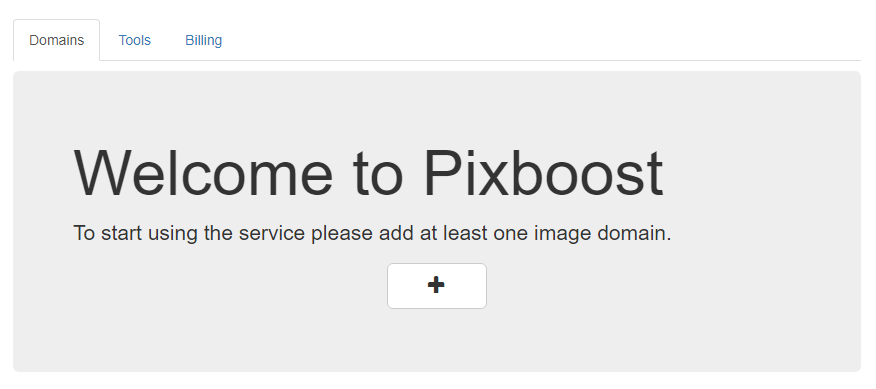 Domains Tools Billing
Welcome to Pixboost
To start using the service please add at least one image domain.
+